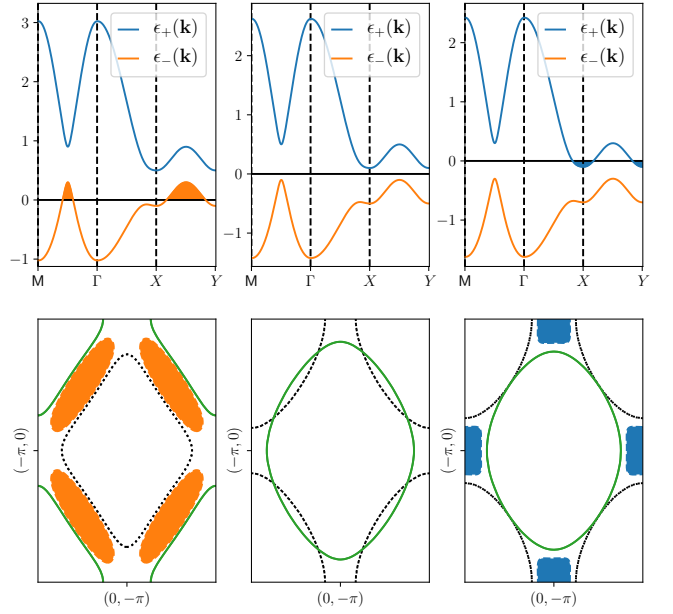 3
2
1
0
−1
M
Γ
X
Y
ϵ₊(𝐤)
ϵ₋(𝐤)
2
1
0
−1
M
Γ
X
Y
ϵ₊(𝐤)
ϵ₋(𝐤)
2
1
0
−1
M
Γ
X
Y
ϵ₊(𝐤)
ϵ₋(𝐤)
(−π, 0)
(0, −π)
(−π, 0)
(0, −π)
(−π, 0)
(0, −π)